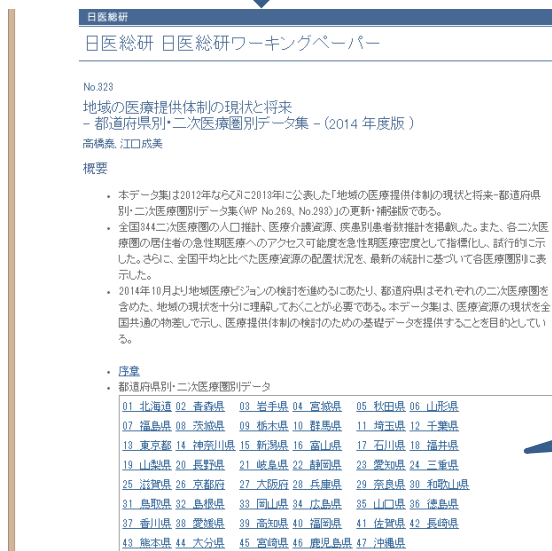 日医総研
日医総研 日医総研ワーキングペーパー
No.323
地域の医療提供体制の現状と将来
– 都道府県別・二次医療圏別データ集 – (2014 年度版 )
高橋泰, 江口成美
概要
・ 本データ集は2012年ならびに2013年に公表した「地域の医療提供体制の現状と将来-都道府県
別・二次医療圏別データ集(WP No.269、No.293)」の更新・補強版である。
・ 全国344二次医療圏の人口推計、医療介護資源、疾患別患者数推計を掲載した。また、各二次医
療圏の居住者の急性期医療へのアクセス可能度を急性期医療密度として指標化し、試行的に示
した。さらに、全国平均と比べた医療資源の配置状況を、最新の統計に基づいて各医療圏別に表
示した。
・ 2014年10月より地域医療ビジョンの検討を進めるにあたり、都道府県はそれぞれの二次医療圏を
含めた、地域の現状を十分に理解しておくことが必要である。本データ集は、医療資源の現状を全
国共通の物差しで示し、医療提供体制の検討のための基礎データを提供することを目的としてい
る。
・ 序章
・ 都道府県別・二次医療圏別データ
01 北海道 02 青森県 03 岩手県 04 宮城県 05 秋田県 06 山形県
07 福島県 08 茨城県 09 栃木県 10 群馬県 11 埼玉県 12 千葉県
13 東京都 14 神奈川県 15 新潟県 16 富山県 17 石川県 18 福井県
19 山梨県 20 長野県 21 岐阜県 22 静岡県 23 愛知県 24 三重県
25 滋賀県 26 京都府 27 大阪府 28 兵庫県 29 奈良県 30 和歌山県
31 鳥取県 32 島根県 33 岡山県 34 広島県 35 山口県 36 徳島県
37 香川県 38 愛媛県 39 高知県 40 福岡県 41 佐賀県 42 長崎県
43 熊本県 44 大分県 45 宮崎県 46 鹿児島県 47 沖縄県